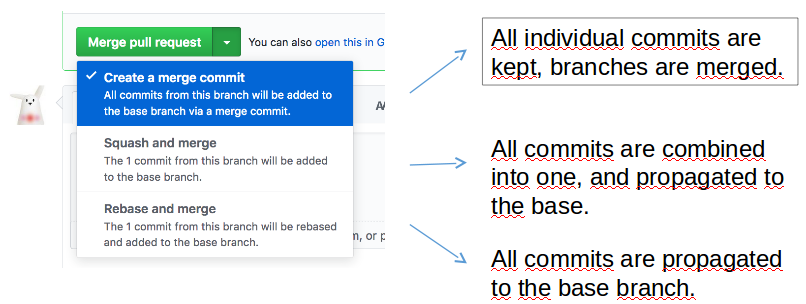 Merge pull request
You can also open this in G
✓ Create a merge commit
All commits from this branch will be added to
the base branch via a merge commit.
Squash and merge
The 1 commit from this branch will be added
to the base branch.
Rebase and merge
The 1 commit from this branch will be rebased
and added to the base branch.
m, or p
All individual commits are
kept, branches are merged.
All commits are combined
into one, and propagated to
the base.
All commits are propagated
to the base branch.